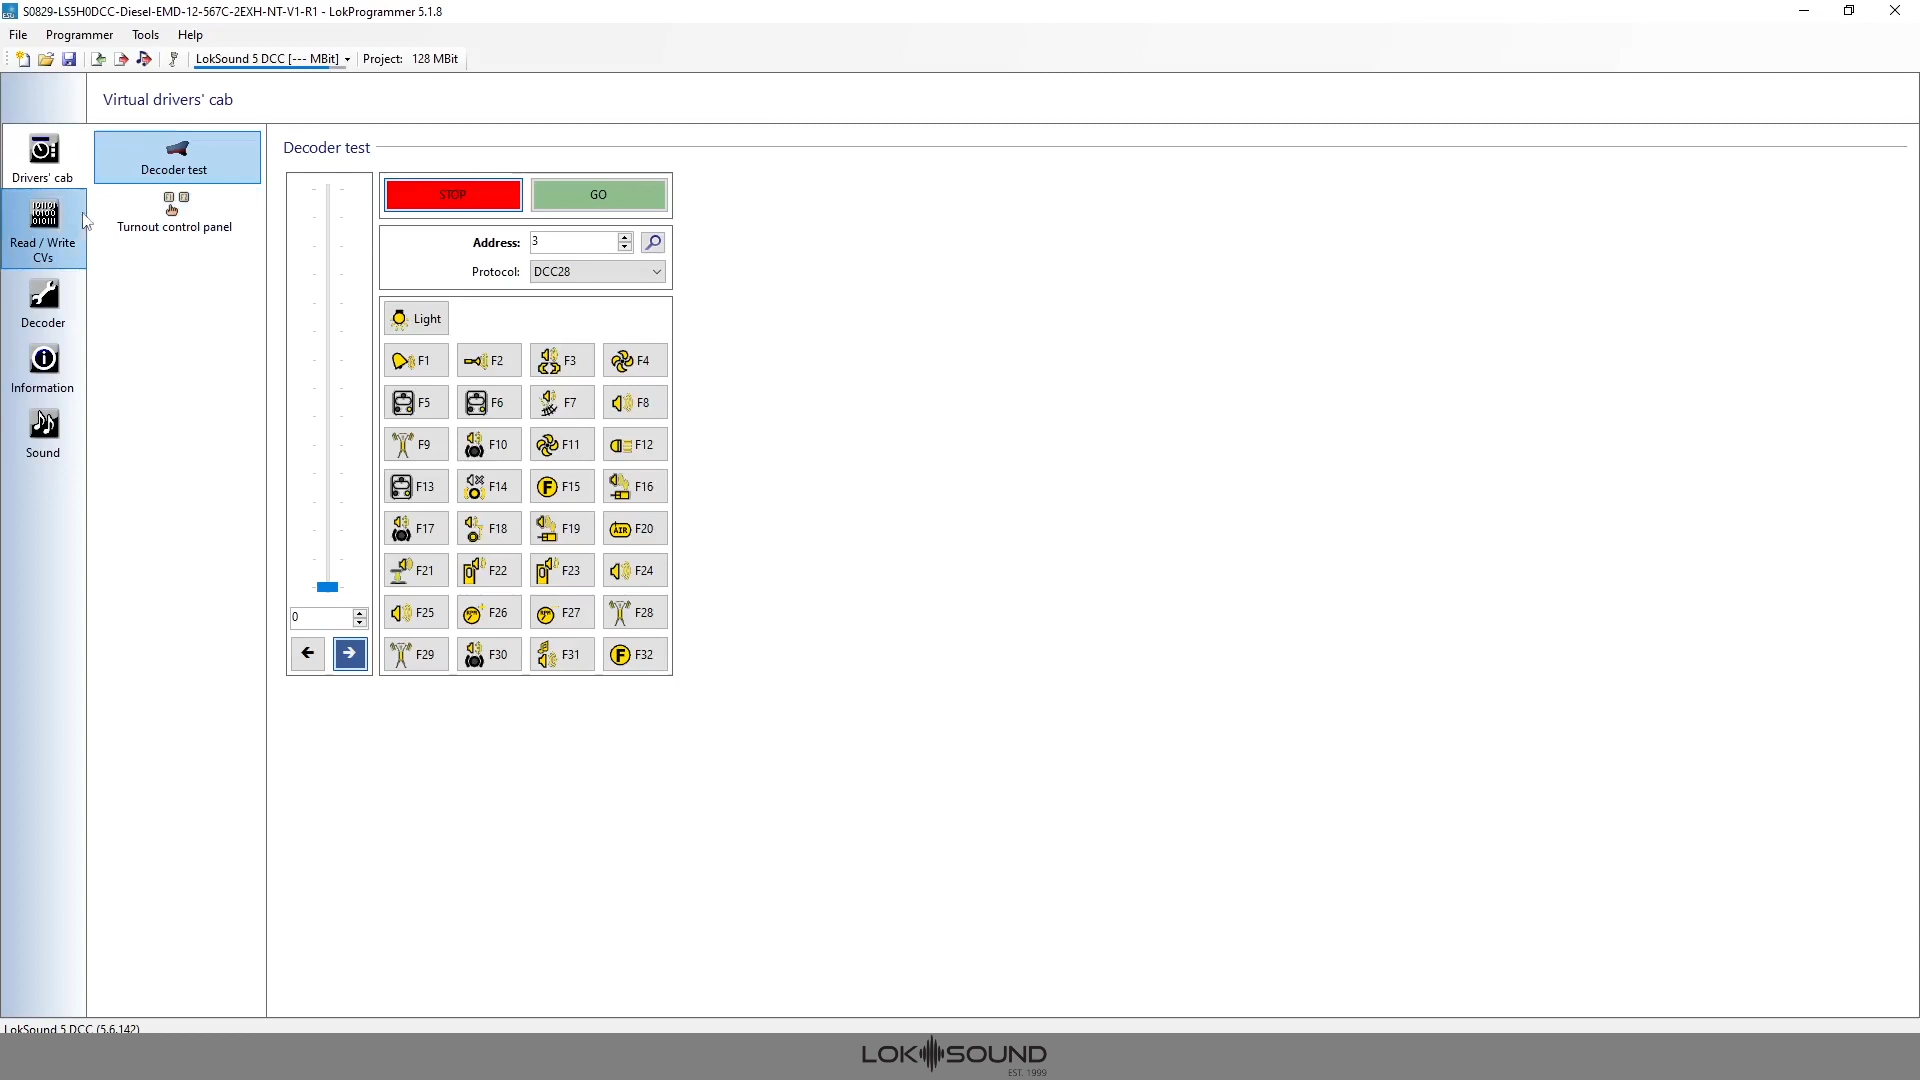 S0829-LS5H0DCC-Diesel-EMD-12-567C-2EXH-NT-V1-R1 - LokProgrammer 5.1.8
File Programmer Tools Help
LokSound 5 DCC [--- MBit] Project: 128 MBit
Virtual drivers' cab
Drivers' cab
Read / Write
CVs
Decoder
Information
Sound
Decoder test
Turnout control panel
Decoder test
0
STOP GO
Address: 3
Protocol: DCC28
Light
F1 F2 F3 F4
F5 F6 F7 F8
F9 F10 F11 F12
F13 F14 F F15 F16
F17 F18 F19 AIR F20
F21 F22 F23 F24
F25 RPM F26 RPM F27 F28
F29 F30 F31 F F32
LokSound 5 DCC (5.6.142)
LOKSOUND
EST. 1999